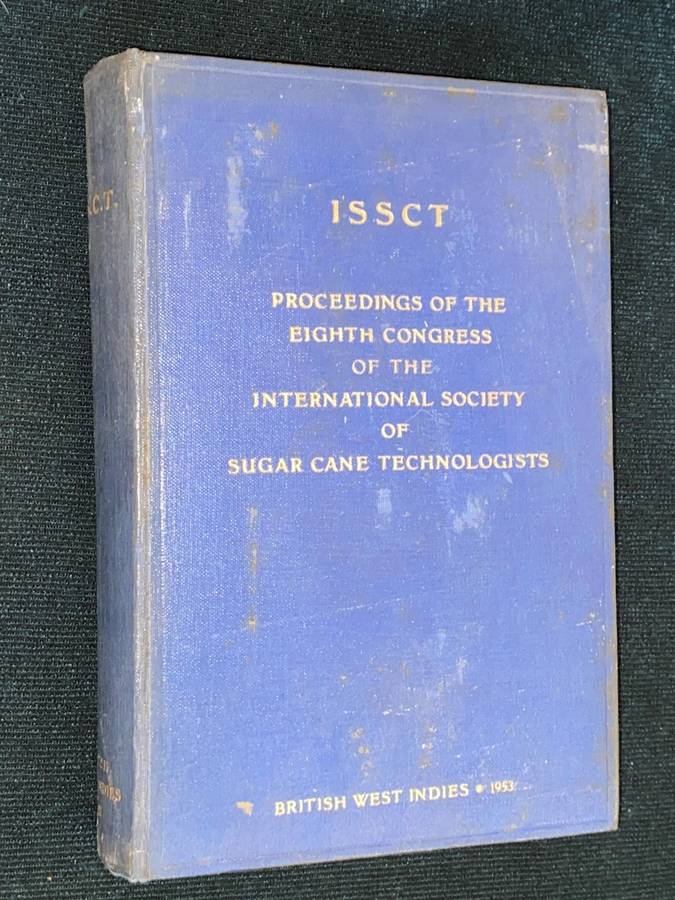 ISSCT
PROCEEDINGS OF THE
EIGHTH CONGRESS
OF THE
INTERNATIONAL SOCIETY
OF
SUGAR CANE TECHNOLOGISTS
BRITISH WEST INDIES • 1953
.C.T.